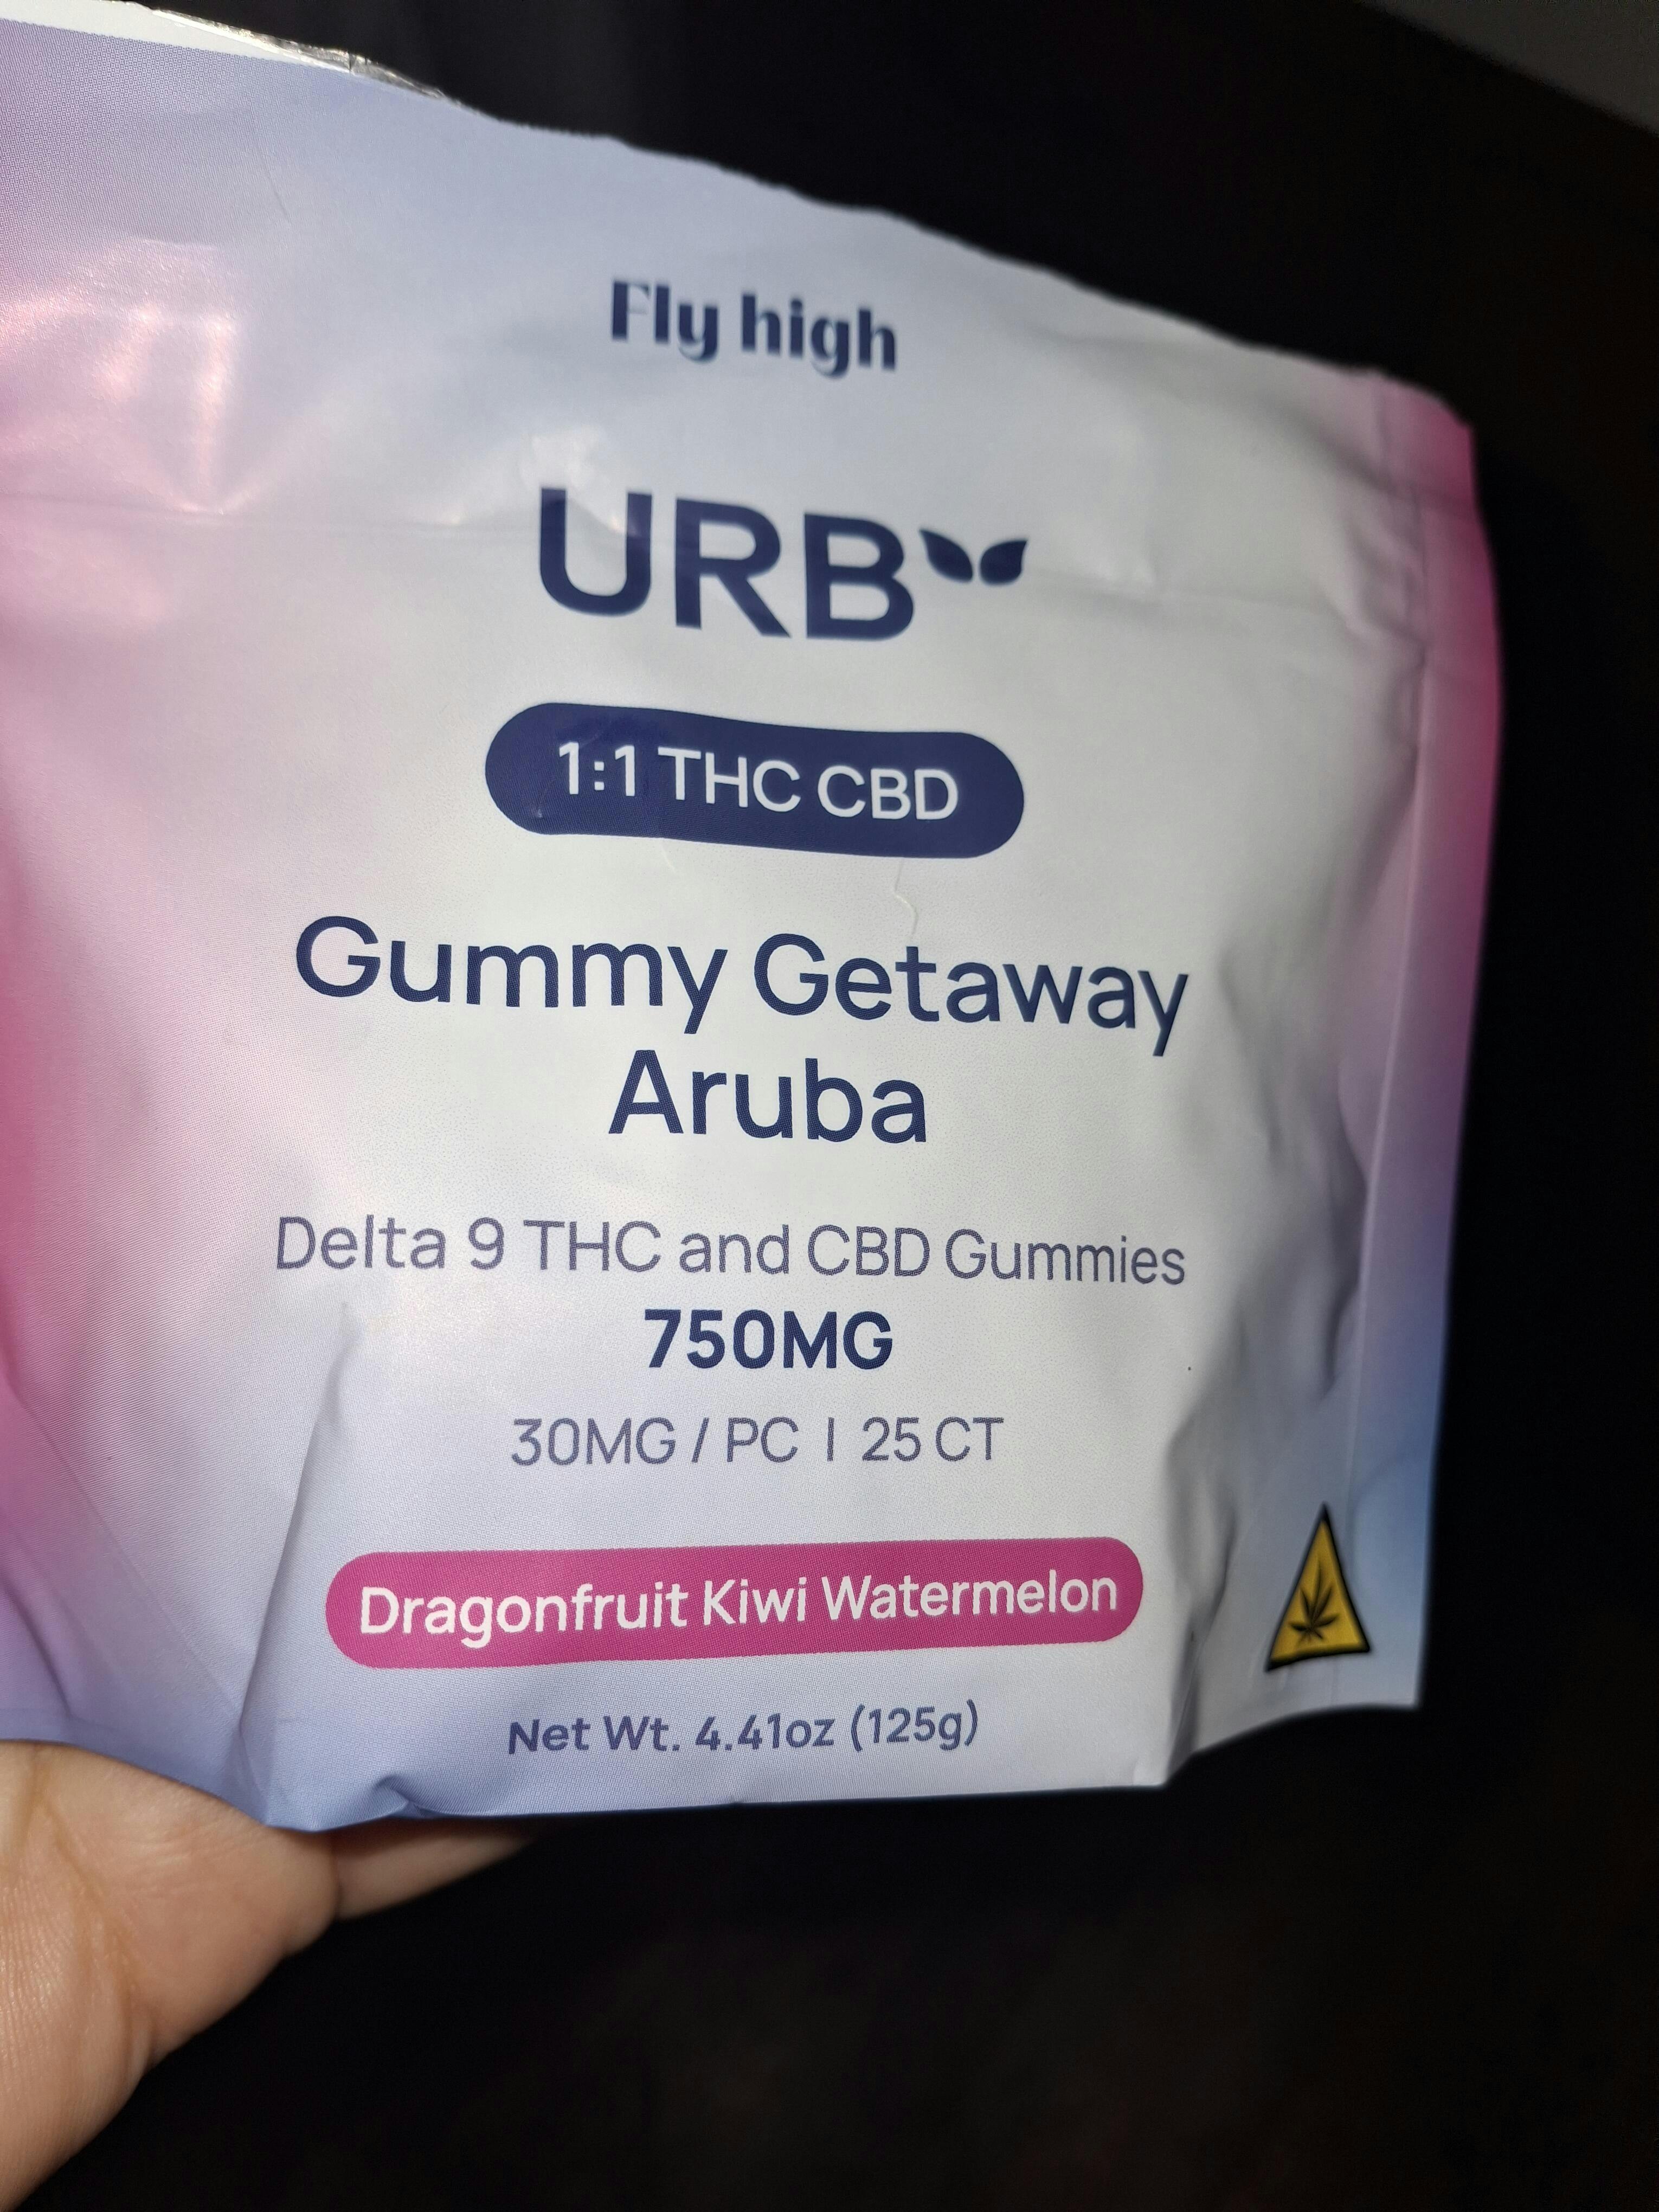 Fly high
URB
1:1 THC CBD
Gummy Getaway
Aruba
Delta 9 THC and CBD Gummies
750MG
30MG / PC | 25 CT
Dragonfruit Kiwi Watermelon
Net Wt. 4.41oz (125g)